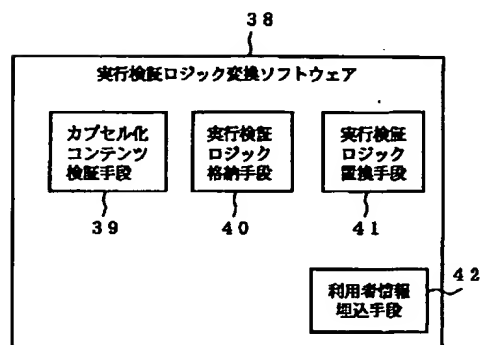 38
実行検証ロジック変換ソフトウェア
カプセル化
コンテンツ
検証手段
実行検証
ロジック
格納手段
実行検証
ロジック
置換手段
39
40
41
42
利用者情報
埋込手段